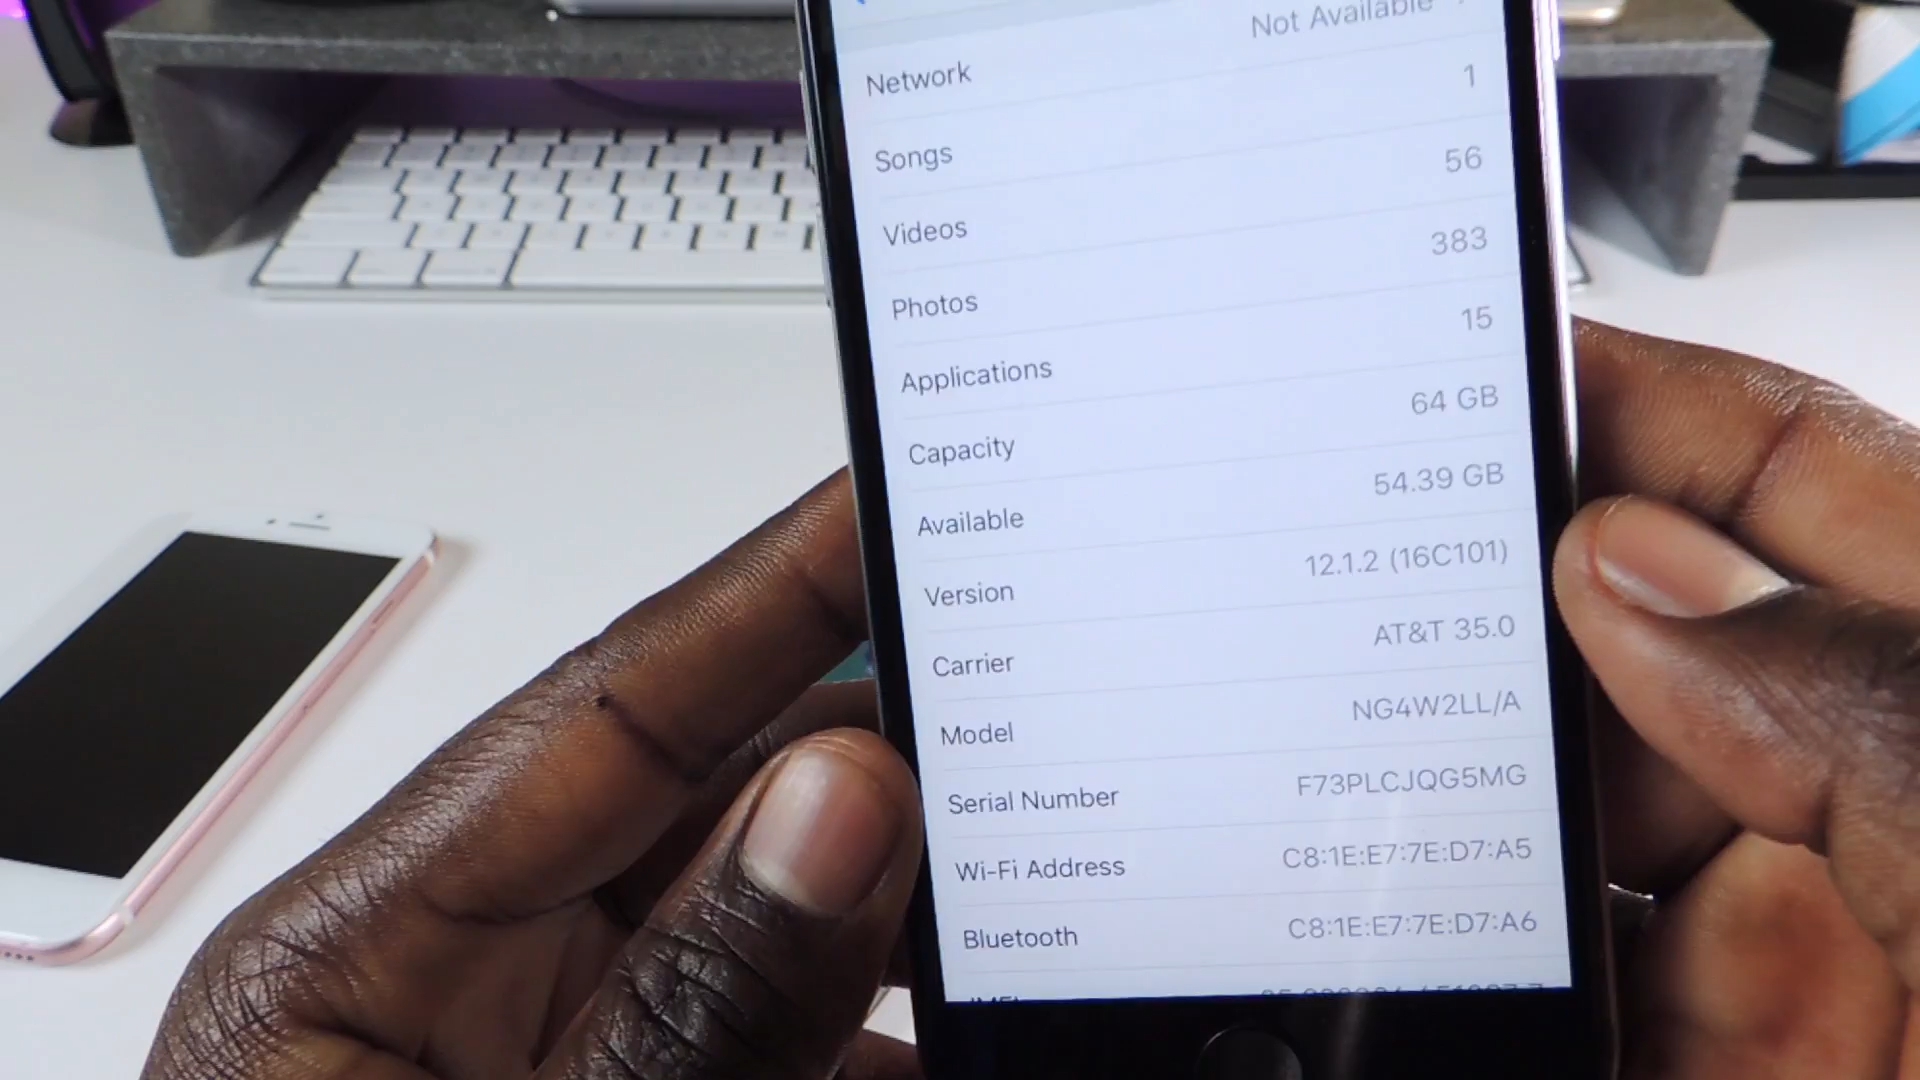 Network Not Available
Songs 1
Videos 56
Photos 383
Applications 15
Capacity 64 GB
Available 54.39 GB
Version 12.1.2 (16C101)
Carrier AT&T 35.0
Model NG4W2LL/A
Serial Number F73PLCJQG5MG
Wi-Fi Address C8:1E:E7:7E:D7:A5
Bluetooth C8:1E:E7:7E:D7:A6